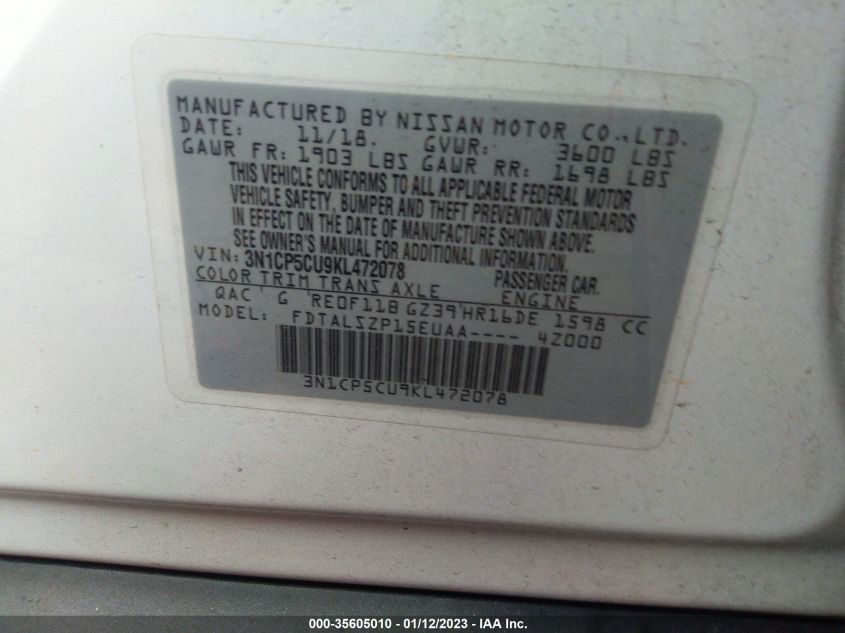 MANUFACTURED BY NISSAN MOTOR CO.,LTD.
DATE: 11/18. GVWR: 3600 LBS
GAWR FR: 1903 LBS GAWR RR: 1698 LBS
THIS VEHICLE CONFORMS TO ALL APPLICABLE FEDERAL MOTOR
VEHICLE SAFETY, BUMPER AND THEFT PREVENTION STANDARDS
IN EFFECT ON THE DATE OF MANUFACTURE SHOWN ABOVE.
SEE OWNER'S MANUAL FOR ADDITIONAL INFORMATION.
VIN: 3N1CP5CU9KL472078 PASSENGER CAR.
COLOR TRIM TRANS AXLE ENGINE
QAC ' G 'RE0F11B GZ39'HR16DE 1598 CC
MODEL: FDTALSZP15EUAA---- 4Z000
3N1CP5CU9KL472078
000-35605010 / 01/12/2023 - IAA Inc.